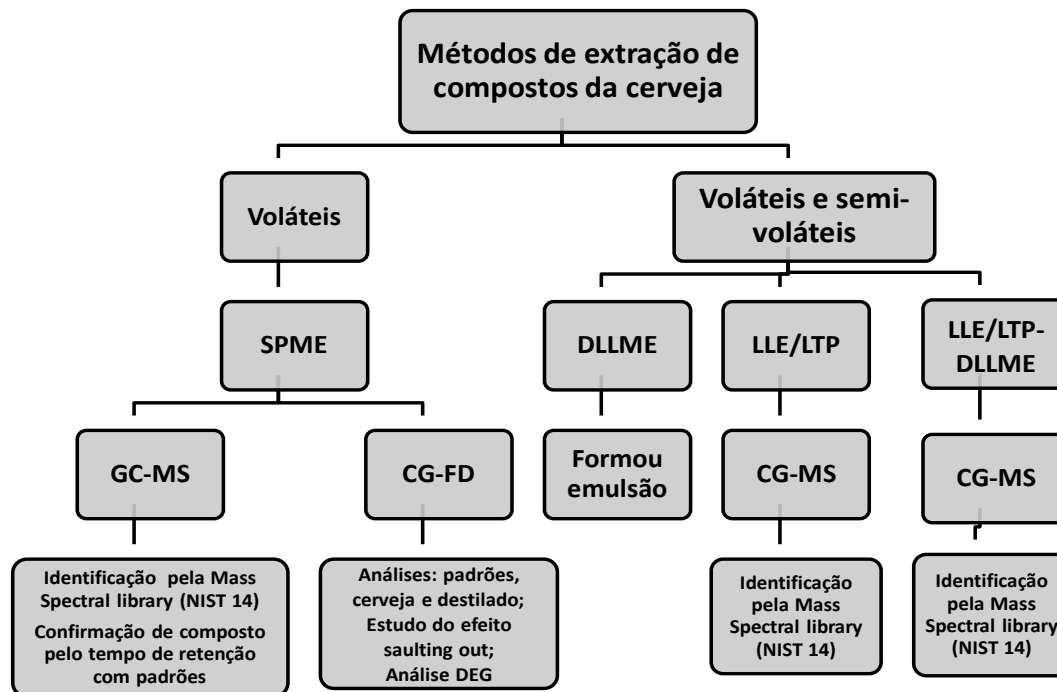 Métodos de extração de
compostos da cerveja
Voláteis
Voláteis e semi-
voláteis
SPME
DLLME
LLE/LTP
LLE/LTP-
DLLME
GC-MS
CG-FD
Formou
emulsão
CG-MS
CG-MS
Identificação pela Mass
Spectral library (NIST 14)
Confirmação de composto
pelo tempo de retenção
com padrões
Análises: padrões,
cerveja e destilado;
Estudo do efeito
saulting out;
Análise DEG
Identificação
pela Mass
Spectral library
(NIST 14)
Identificação
pela Mass
Spectral library
(NIST 14)